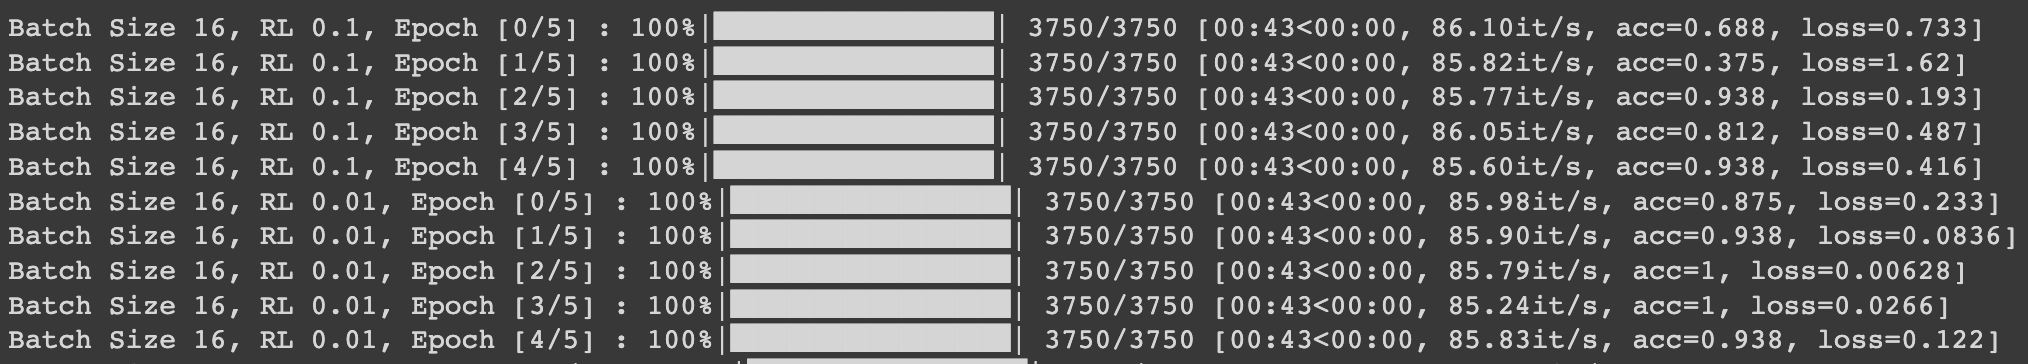 Batch Size 16, RL 0.1, Epoch [0/5] : 100%|██████████| 3750/3750 [00:43<00:00, 86.10it/s, acc=0.688, loss=0.733]
Batch Size 16, RL 0.1, Epoch [1/5] : 100%|██████████| 3750/3750 [00:43<00:00, 85.82it/s, acc=0.375, loss=1.62]
Batch Size 16, RL 0.1, Epoch [2/5] : 100%|██████████| 3750/3750 [00:43<00:00, 85.77it/s, acc=0.938, loss=0.193]
Batch Size 16, RL 0.1, Epoch [3/5] : 100%|██████████| 3750/3750 [00:43<00:00, 86.05it/s, acc=0.812, loss=0.487]
Batch Size 16, RL 0.1, Epoch [4/5] : 100%|██████████| 3750/3750 [00:43<00:00, 85.60it/s, acc=0.938, loss=0.416]
Batch Size 16, RL 0.01, Epoch [0/5] : 100%|██████████| 3750/3750 [00:43<00:00, 85.98it/s, acc=0.875, loss=0.233]
Batch Size 16, RL 0.01, Epoch [1/5] : 100%|██████████| 3750/3750 [00:43<00:00, 85.90it/s, acc=0.938, loss=0.0836]
Batch Size 16, RL 0.01, Epoch [2/5] : 100%|██████████| 3750/3750 [00:43<00:00, 85.79it/s, acc=1, loss=0.00628]
Batch Size 16, RL 0.01, Epoch [3/5] : 100%|██████████| 3750/3750 [00:43<00:00, 85.24it/s, acc=1, loss=0.0266]
Batch Size 16, RL 0.01, Epoch [4/5] : 100%|██████████| 3750/3750 [00:43<00:00, 85.83it/s, acc=0.938, loss=0.122]